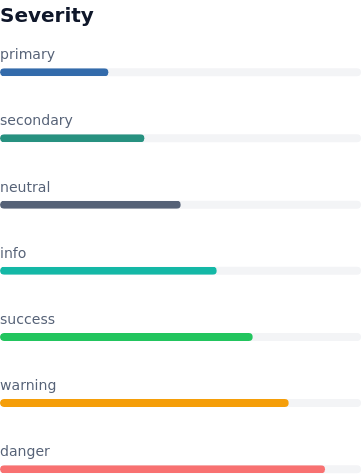 Severity
primary
secondary
neutral
info
success
warning
danger